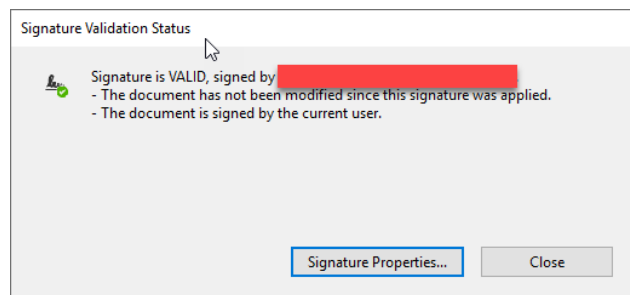 Signature Validation Status
Signature is VALID, signed by
- The document has not been modified since this signature was applied.
- The document is signed by the current user.
Signature Properties...
Close